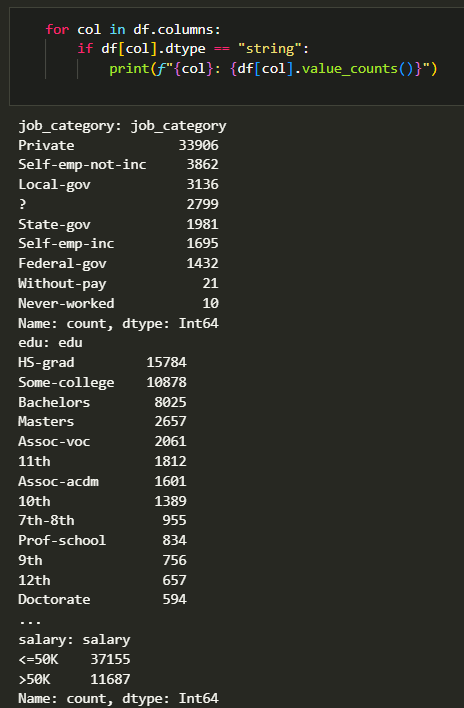 for col in df.columns:
    if df[col].dtype == "string":
        print(f"{col}: {df[col].value_counts()}")
job_category: job_category
Private 33906
Self-emp-not-inc 3862
Local-gov 3136
? 2799
State-gov 1981
Self-emp-inc 1695
Federal-gov 1432
Without-pay 21
Never-worked 10
Name: count, dtype: Int64
edu: edu
HS-grad 15784
Some-college 10878
Bachelors 8025
Masters 2657
Assoc-voc 2061
11th 1812
Assoc-acdm 1601
10th 1389
7th-8th 955
Prof-school 834
9th 756
12th 657
Doctorate 594
...
salary: salary
<=50K 37155
>50K 11687
Name: count, dtype: Int64